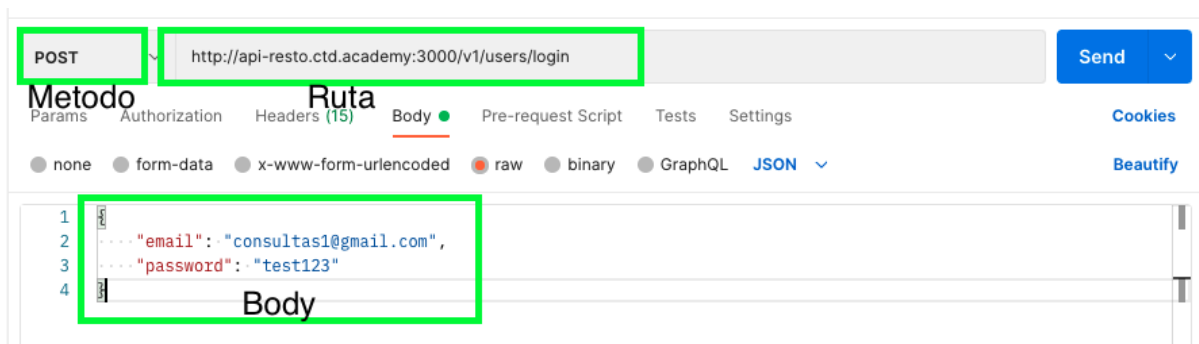 POST http://api-resto.ctd.academy:3000/v1/users/login Send
Metodo Ruta
Params Authorization Headers (15) Body Pre-request Script Tests Settings Cookies
none form-data x-www-form-urlencoded raw binary GraphQL JSON Beautify
1 {
2 ····"email":·"consultas1@gmail.com",
3 ····"password":·"test123"
4 }
Body